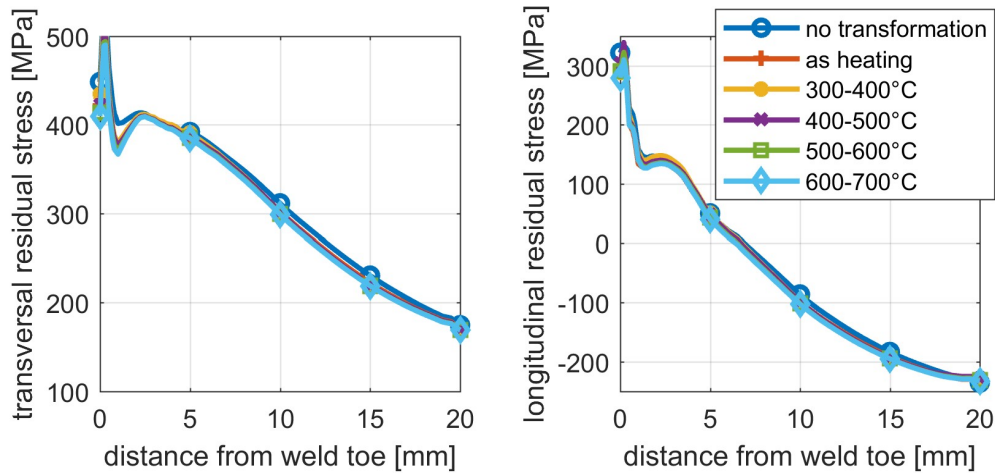 transversal residual stress [MPa]
500
400
300
200
100
0
5
10
15
20
distance from weld toe [mm]
longitudinal residual stress [MPa]
300
200
100
0
-100
-200
0
5
10
15
20
distance from weld toe [mm]
no transformation
as heating
300-400°C
400-500°C
500-600°C
600-700°C